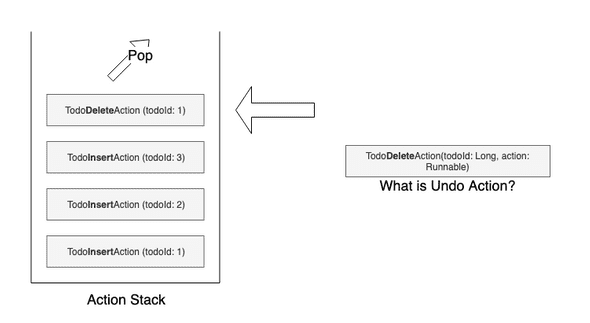 Pop
TodoDeleteAction (todoId: 1)
TodoInsertAction (todoId: 3)
TodoInsertAction (todoId: 2)
TodoInsertAction (todoId: 1)
Action Stack
TodoDeleteAction(todoId: Long, action:
Runnable)
What is Undo Action?